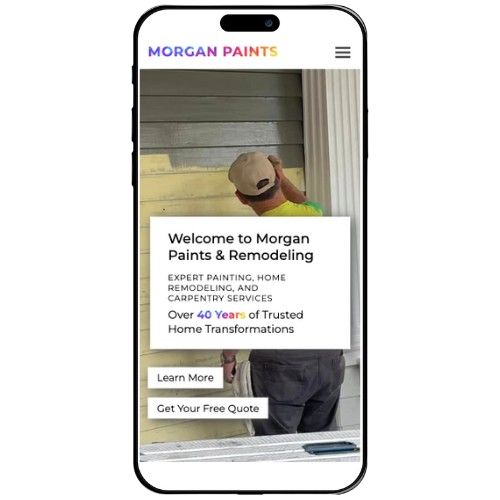 MORGAN PAINTS
Welcome to Morgan
Paints & Remodeling
EXPERT PAINTING, HOME
REMODELING, AND
CARPENTRY SERVICES
Over 40 Years of Trusted
Home Transformations
Learn More
Get Your Free Quote